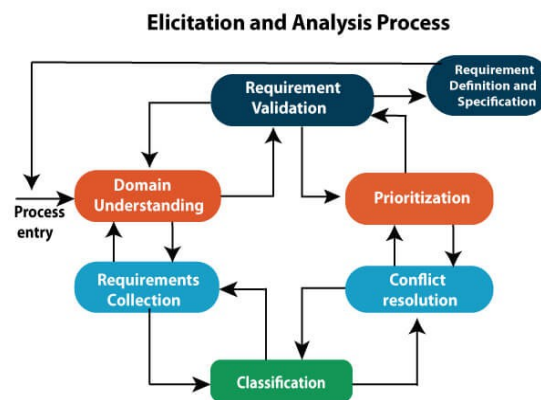 Elicitation and Analysis Process
Requirement
Validation
Requirement
Definition and
Specification
Domain
Understanding
Prioritization
Process
entry
Requirements
Collection
Conflict
resolution
Classification